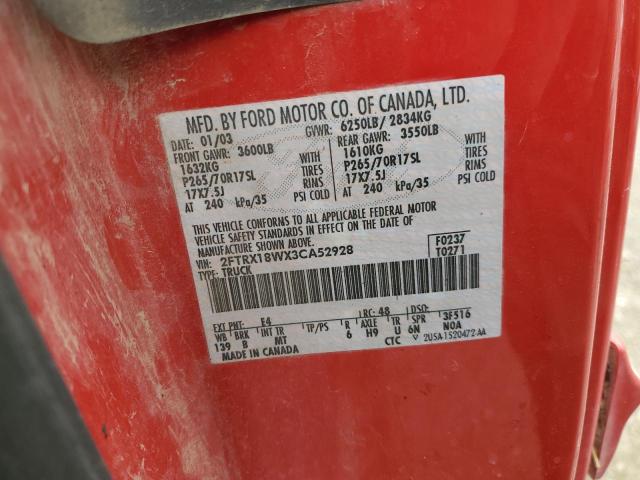 MFD. BY FORD MOTOR CO. OF CANADA, LTD.
DATE: 01/03 GVWR: 6250LB/ 2834KG
FRONT GAWR: 3600LB REAR GAWR: 3550LB
1632KG WITH 1610KG WITH
P265/70R17SL TIRES P265/70R17SL TIRES
17X7.5J RIMS 17X7.5J RIMS
AT 240 kPa/35 PSI COLD AT 240 kPa/35 PSI COLD
THIS VEHICLE CONFORMS TO ALL APPLICABLE FEDERAL MOTOR
VEHICLE SAFETY STANDARDS IN EFFECT ON THE DATE OF
MANUFACTURE SHOWN ABOVE.
VIN: 2FTRX18WX3CA52928 F0237
TYPE: TRUCK T0271
EXT PNT: E4 RC: 48 DSO: 3F516
WB BRK INT TR TP/PS R AXLE TR SPR N0A
139 B MT 6 H9 U 6N
MADE IN CANADA CTC V 2U5A-1520472-AA